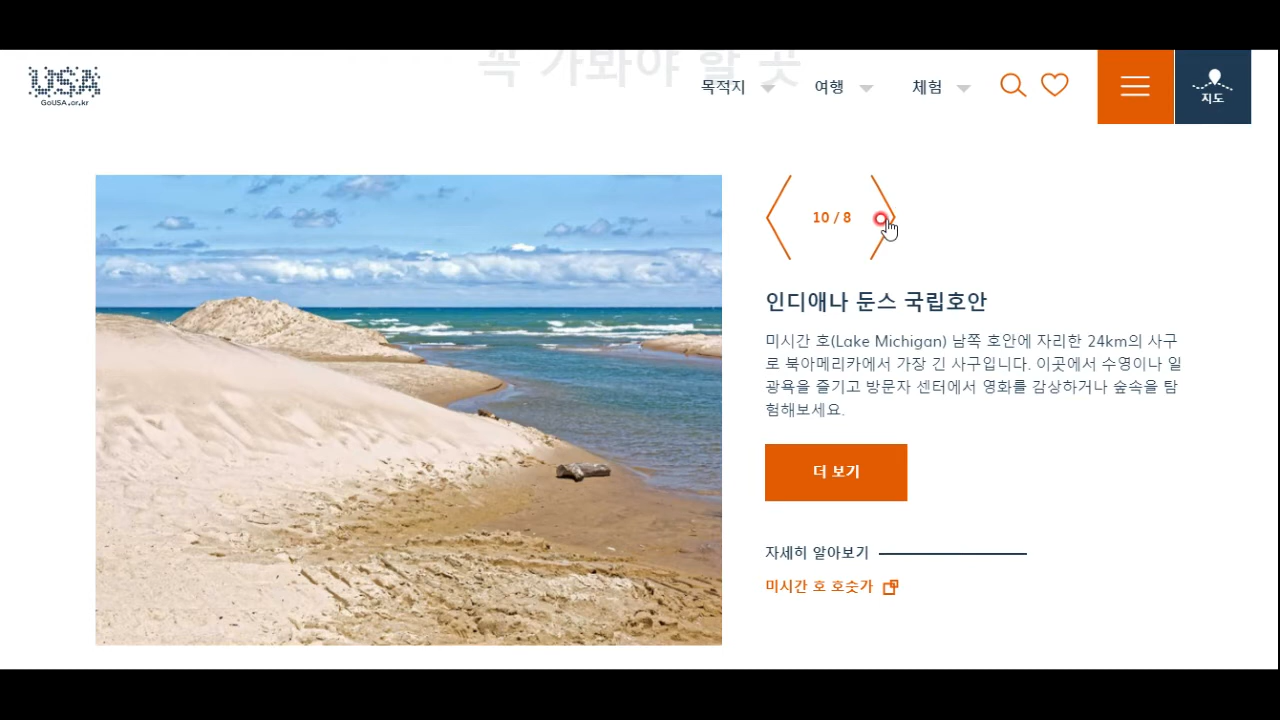 꼭 가봐야 할 곳
USA
GoUSA.or.kr
목적지
여행
체험
지도
10 / 8
인디애나 둔스 국립호안
미시간 호(Lake Michigan) 남쪽 호안에 자리한 24km의 사구
로 북아메리카에서 가장 긴 사구입니다. 이곳에서 수영이나 일
광욕을 즐기고 방문자 센터에서 영화를 감상하거나 숲속을 탐
험해보세요.
더 보기
자세히 알아보기
미시간 호 호숫가